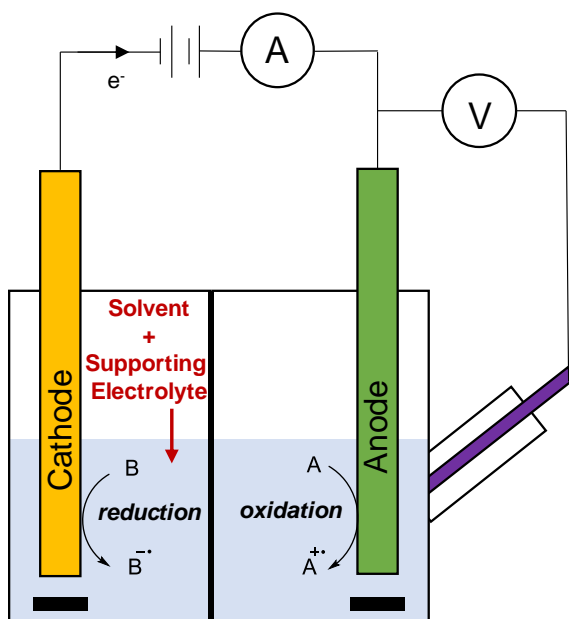 A
e-
V
Solvent
+
Supporting
Electrolyte
Cathode
Anode
B
reduction
B−•
A
oxidation
A+•